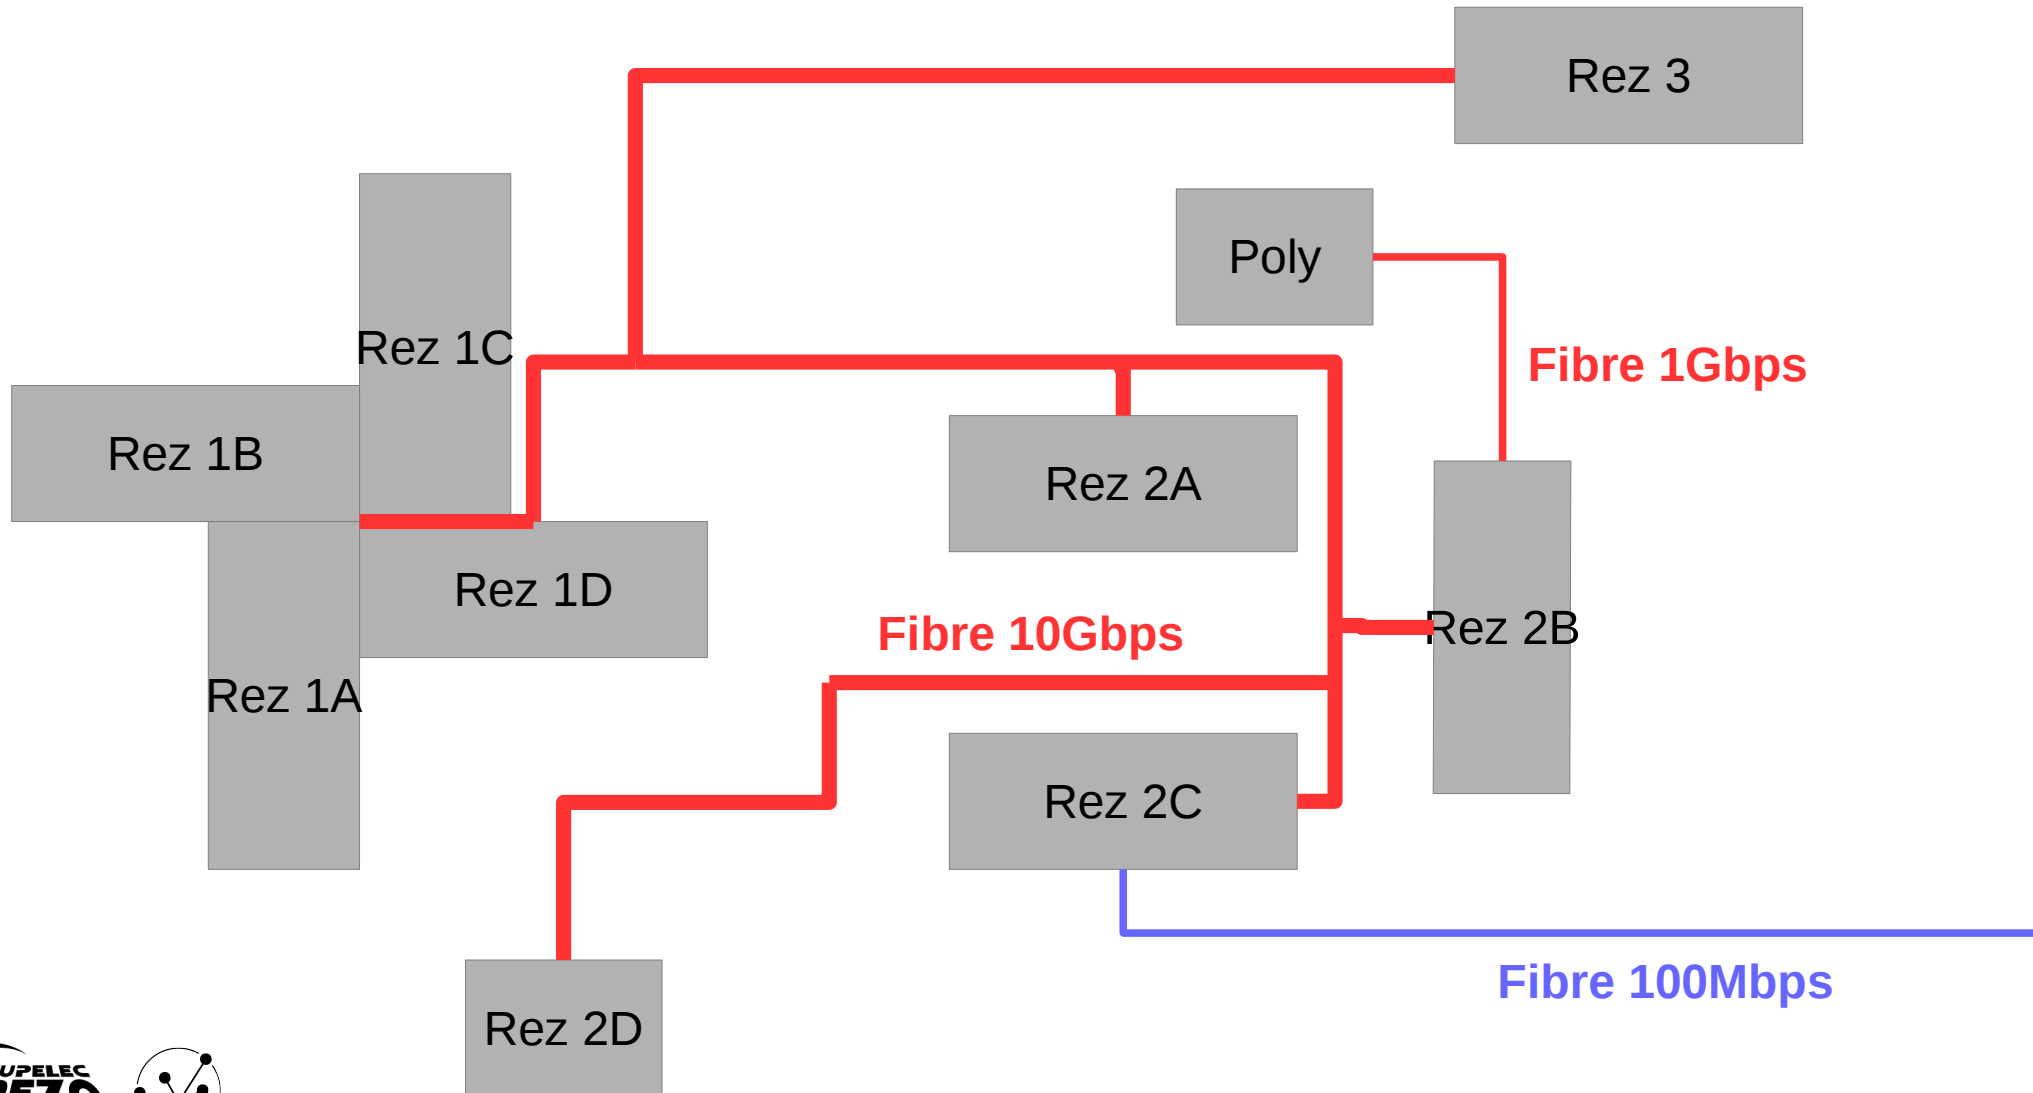 Rez 3
Poly
Rez 1C
Fibre 1Gbps
Rez 1B
Rez 2A
Rez 1D
Fibre 10Gbps
Rez 2B
Rez 1A
Rez 2C
Fibre 100Mbps
Rez 2D
UPELEC